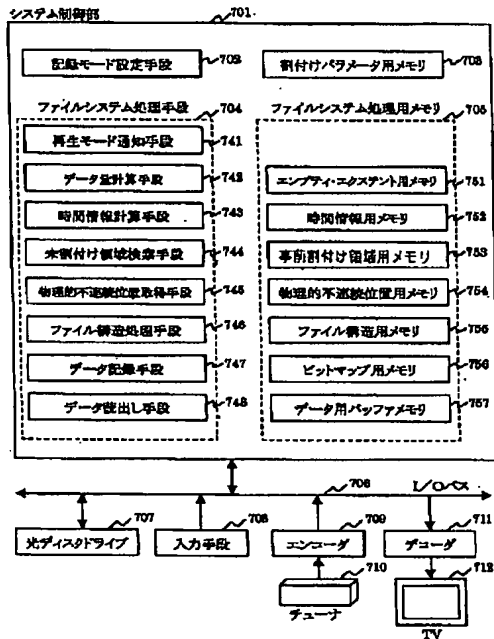 システム制御部 701
記録モード設定手段 702
割付けパラメータ用メモリ 703
ファイルシステム処理手段 704
ファイルシステム処理用メモリ 705
再生モード通知手段 741
データ量計算手段 742
エンプティ・エクステント用メモリ 751
時間情報計算手段 743
時間情報用メモリ 752
未割付け領域検索手段 744
事前割付け領域用メモリ 753
物理的不連続位置取得手段 745
物理的不連続位置用メモリ 754
ファイル構造処理手段 746
ファイル構造用メモリ 755
データ記録手段 747
ビットマップ用メモリ 756
データ読出し手段 748
データ用バッファメモリ 757
706 I/Oバス
707 708 709 711
光ディスクドライブ 入力手段 エンコーダ デコーダ
710 712
チューナ TV